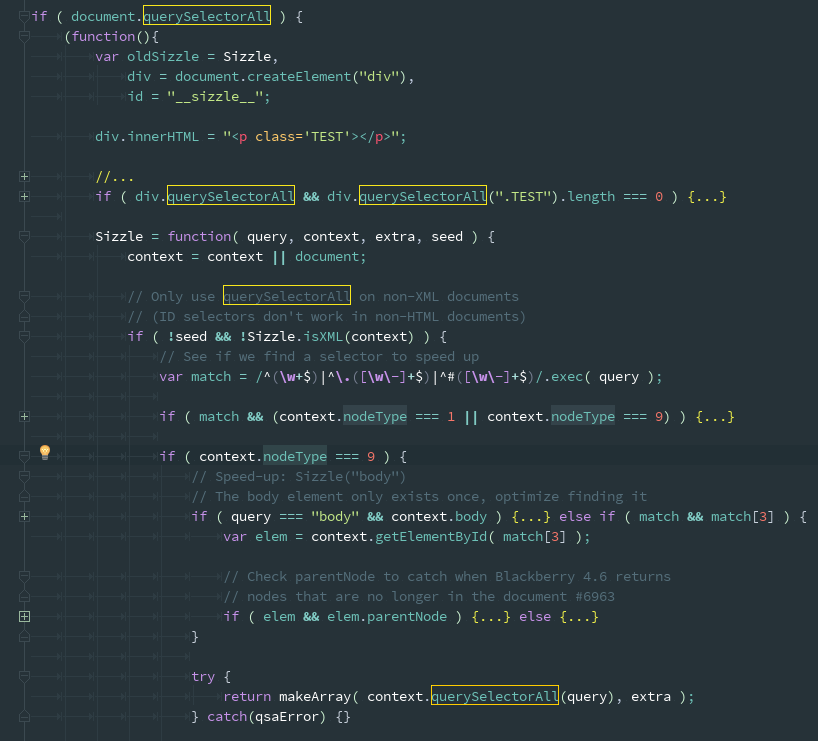 if ( document.querySelectorAll ) {
    (function(){
        var oldSizzle = Sizzle,
            div = document.createElement("div"),
            id = "__sizzle__";

        div.innerHTML = "<p class='TEST'></p>";

        //...
        if ( div.querySelectorAll && div.querySelectorAll(".TEST").length === 0 ) {...}

        Sizzle = function( query, context, extra, seed ) {
            context = context || document;

            // Only use querySelectorAll on non-XML documents
            // (ID selectors don't work in non-HTML documents)
            if ( !seed && !Sizzle.isXML(context) ) {
                // See if we find a selector to speed up
                var match = /^(\w+$)|^\.([\w\-]+$)|^#([\w\-]+$)/.exec( query );

                if ( match && (context.nodeType === 1 || context.nodeType === 9) ) {...}

                if ( context.nodeType === 9 ) {
                    // Speed-up: Sizzle("body")
                    // The body element only exists once, optimize finding it
                    if ( query === "body" && context.body ) {...} else if ( match && match[3] ) {
                        var elem = context.getElementById( match[3] );

                        // Check parentNode to catch when Blackberry 4.6 returns
                        // nodes that are no longer in the document #6963
                        if ( elem && elem.parentNode ) {...} else {...}
                    }

                    try {
                        return makeArray( context.querySelectorAll(query), extra );
                    } catch(qsaError) {}